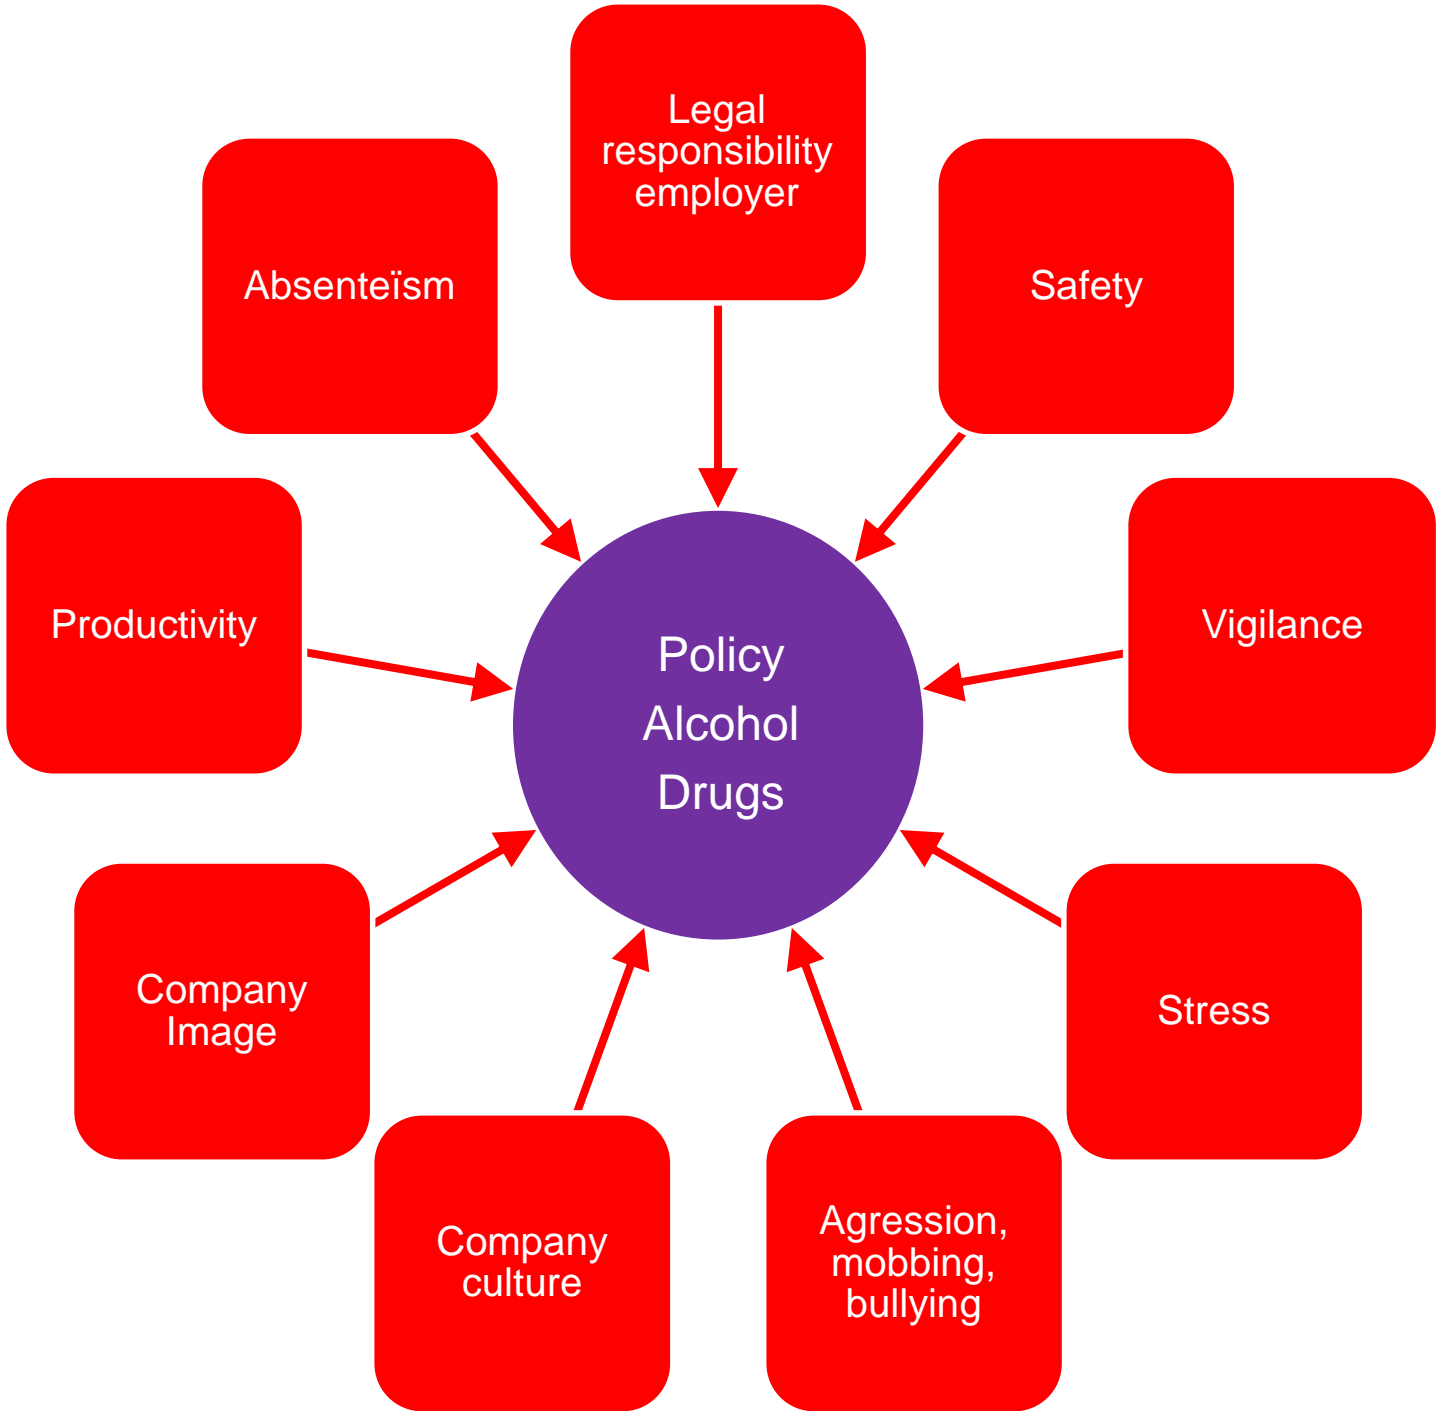 Legal
responsibility
employer
Absenteïsm
Safety
Productivity
Vigilance
Policy
Alcohol
Drugs
Company
Image
Stress
Company
culture
Agression,
mobbing,
bullying